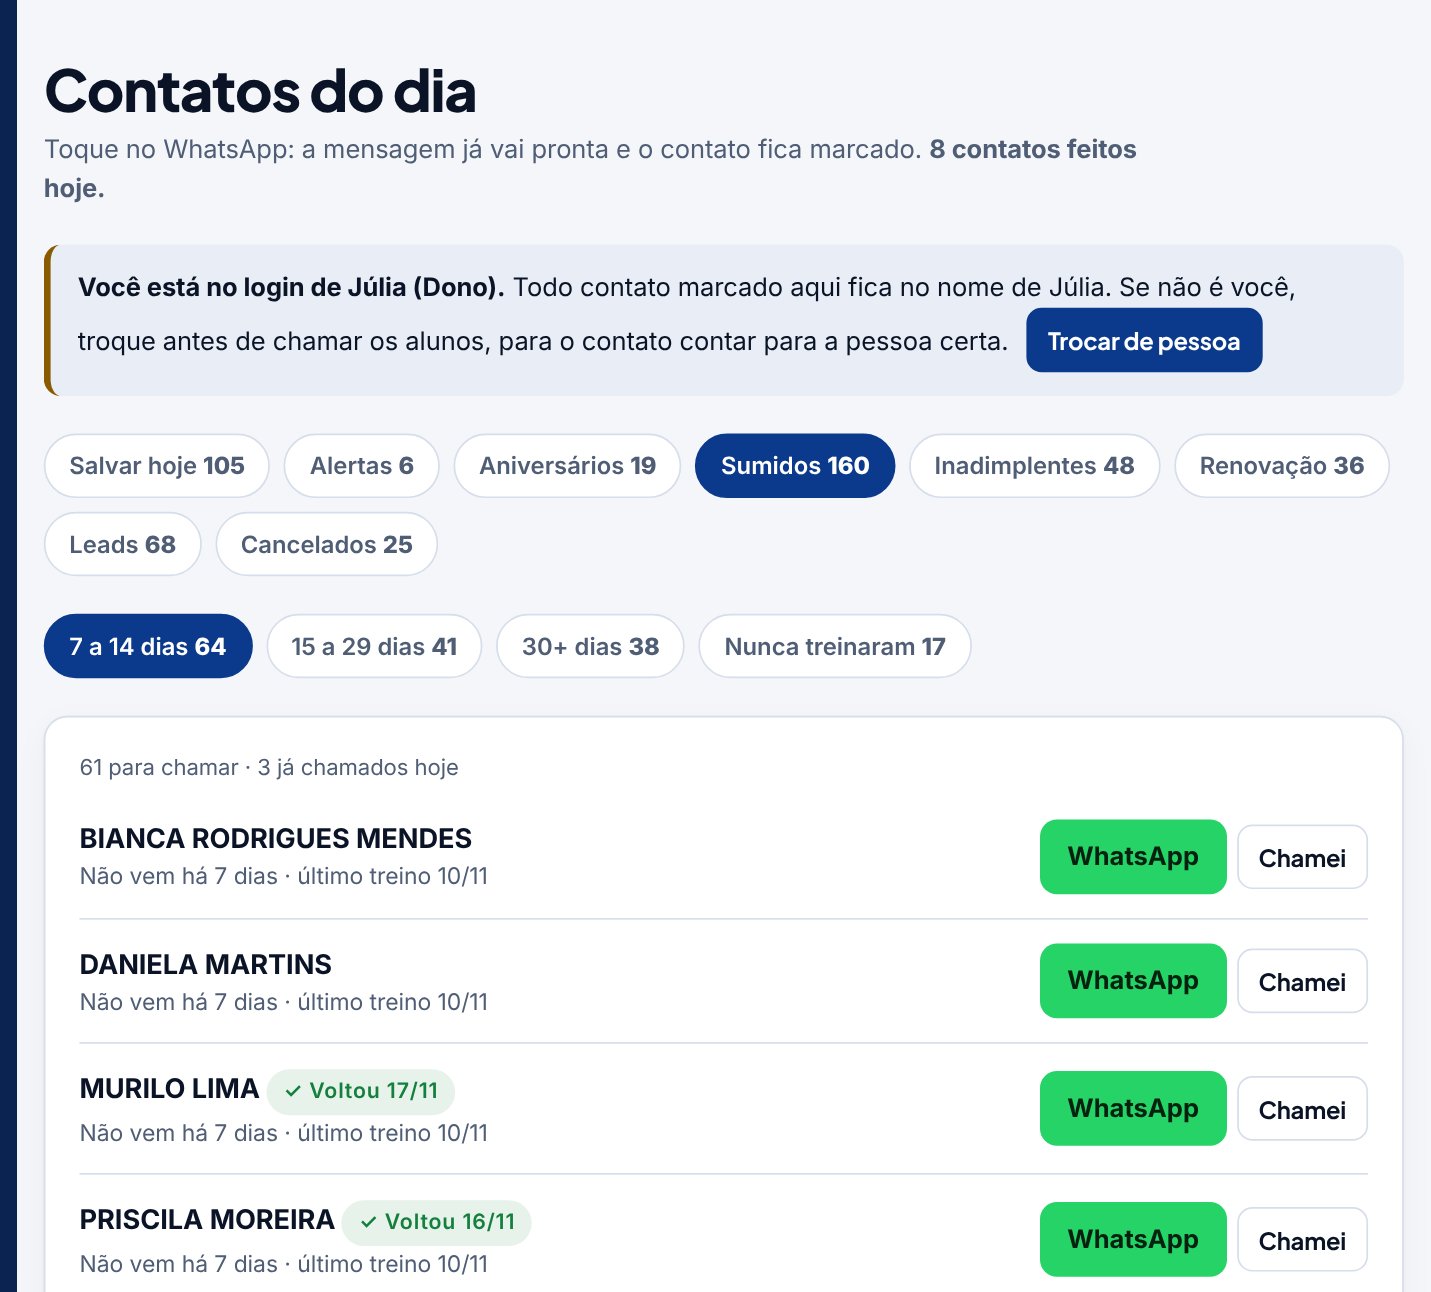 Contatos do dia
Toque no WhatsApp: a mensagem já vai pronta e o contato fica marcado. 8 contatos feitos
hoje.
Você está no login de Júlia (Dono). Todo contato marcado aqui fica no nome de Júlia. Se não é você,
troque antes de chamar os alunos, para o contato contar para a pessoa certa. Trocar de pessoa
Salvar hoje 105 Alertas 6 Aniversários 19 Sumidos 160 Inadimplentes 48 Renovação 36
Leads 68 Cancelados 25
7 a 14 dias 64 15 a 29 dias 41 30+ dias 38 Nunca treinaram 17
61 para chamar · 3 já chamados hoje
BIANCA RODRIGUES MENDES
Não vem há 7 dias · último treino 10/11
WhatsApp Chamei
DANIELA MARTINS
Não vem há 7 dias · último treino 10/11
WhatsApp Chamei
MURILO LIMA ✓ Voltou 17/11
Não vem há 7 dias · último treino 10/11
WhatsApp Chamei
PRISCILA MOREIRA ✓ Voltou 16/11
Não vem há 7 dias · último treino 10/11
WhatsApp Chamei